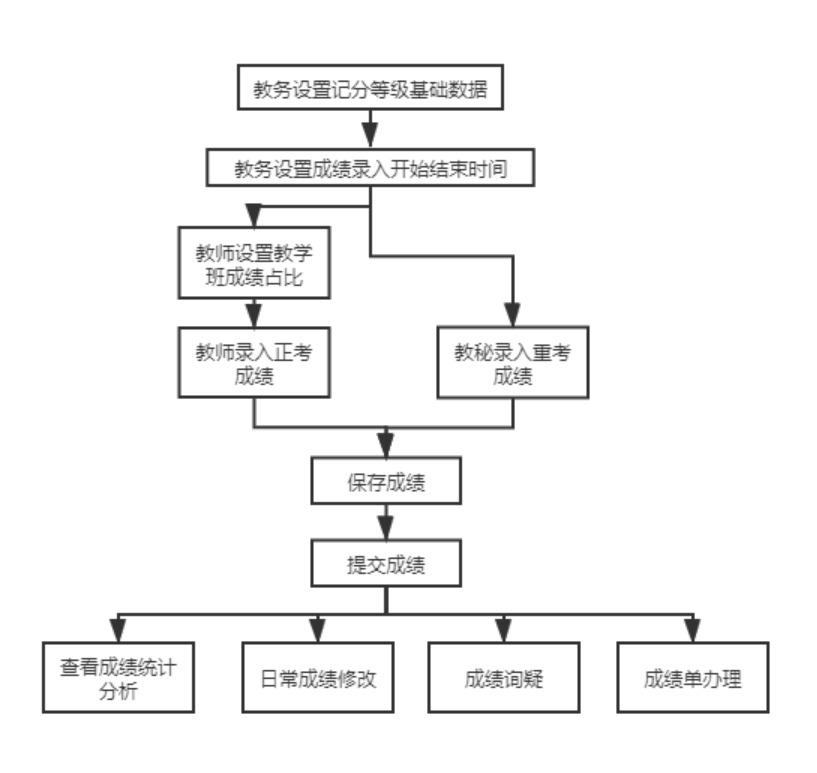 教务设置记分等级基础数据
教务设置成绩录入开始结束时间
教师设置教学
班成绩占比
教师录入正考
成绩
教秘录入重考
成绩
保存成绩
提交成绩
查看成绩统计
分析
日常成绩修改
成绩询疑
成绩单办理